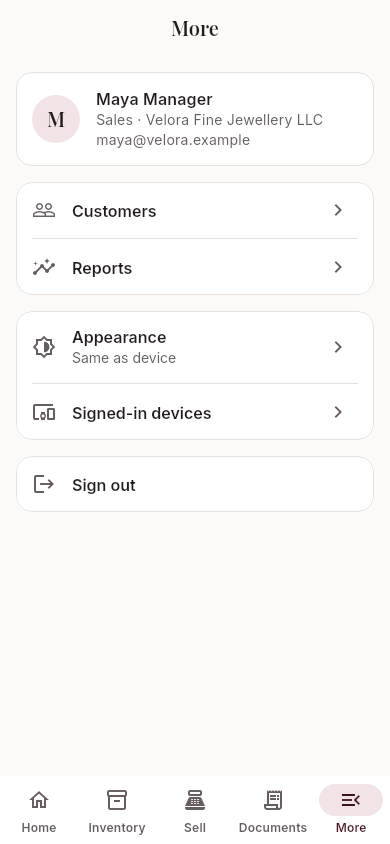 More
M
Maya Manager
Sales · Velora Fine Jewellery LLC
maya@velora.example
Customers
Reports
Appearance
Same as device
Signed-in devices
Sign out
Home
Inventory
Sell
Documents
More